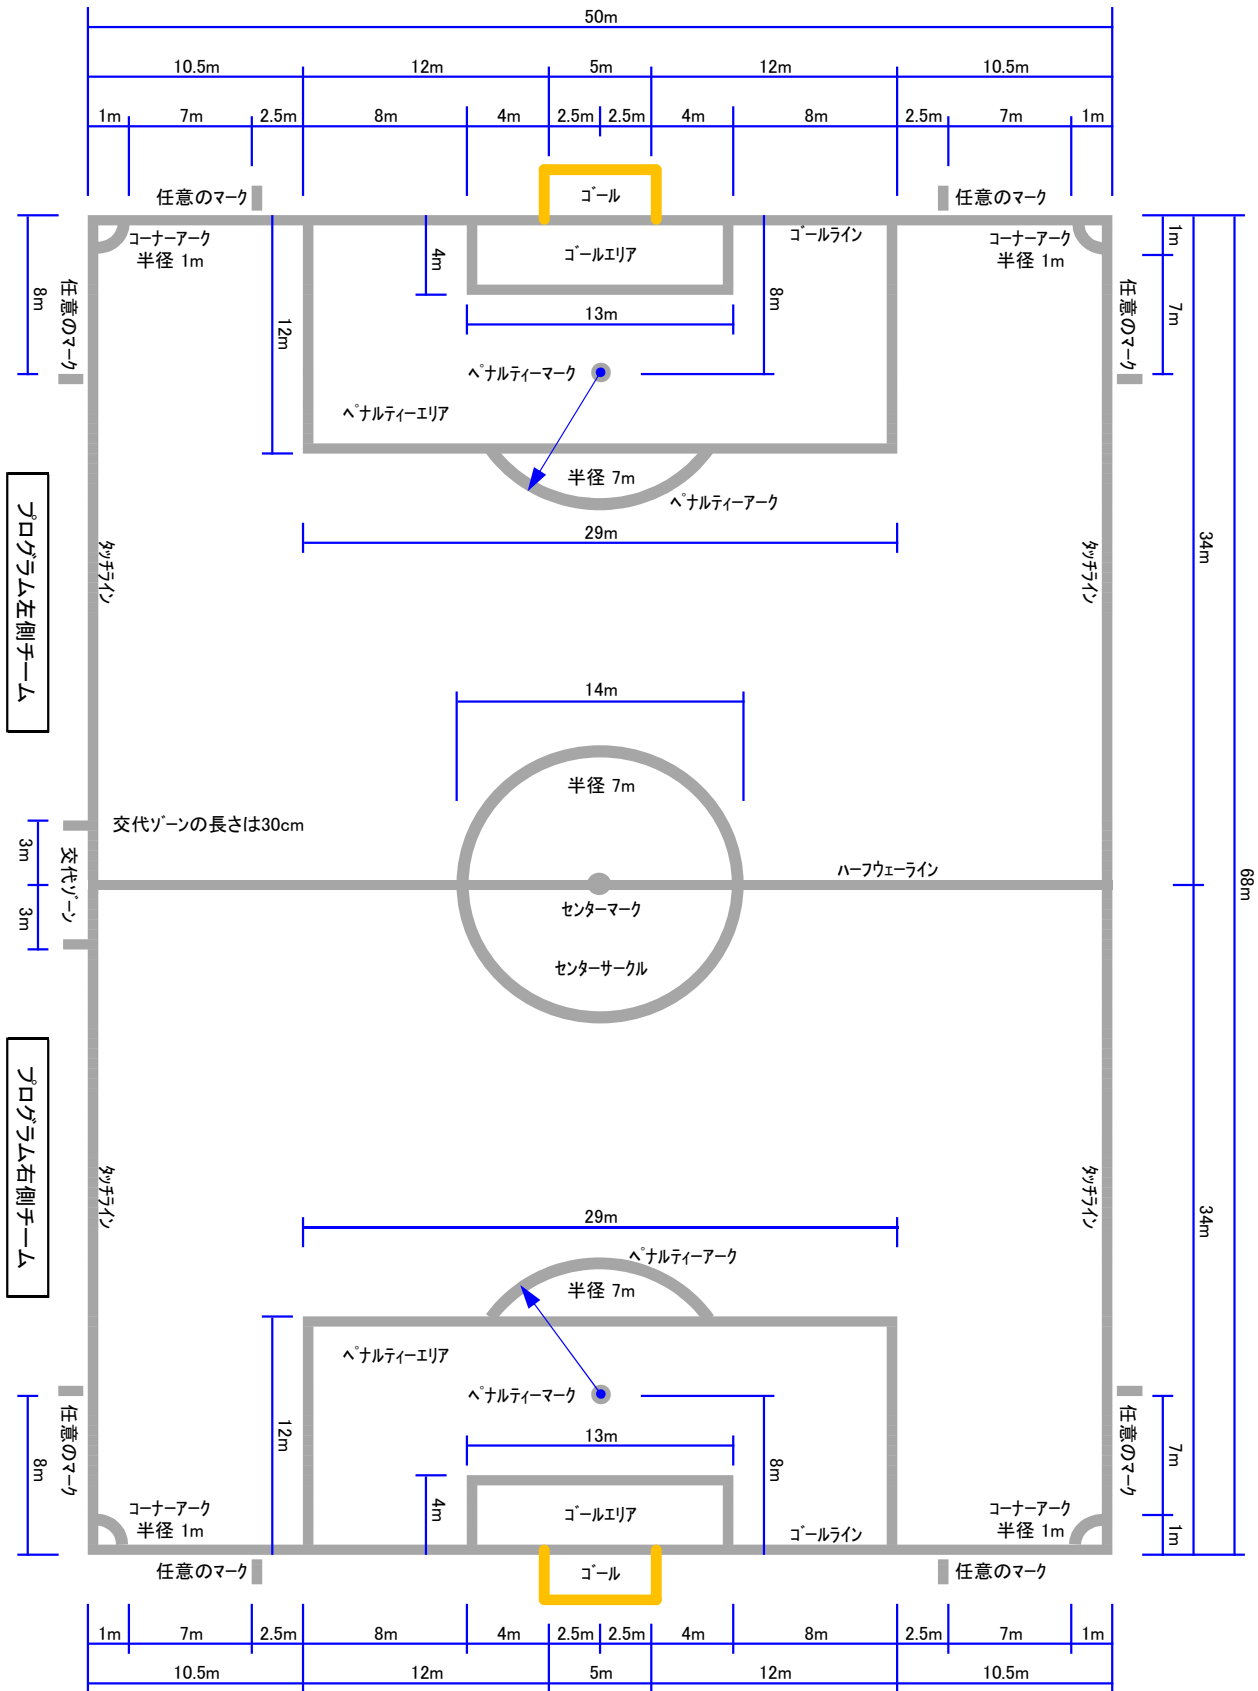 50m
10.5m 12m 5m 12m 10.5m
1m 7m 2.5m 8m 4m 2.5m 2.5m 4m 8m 2.5m 7m 1m
任意のマーク ゴール 任意のマーク
コーナーアーク
半径 1m
ゴールエリア
ゴールライン
コーナーアーク
半径 1m
4m
8m
1m
7m
8m
任意のマーク
任意のマーク
12m
13m
ペナルティーマーク
ペナルティーエリア
半径 7m
ペナルティーアーク
29m
プログラム左側チーム
タッチライン
タッチライン
34m
68m
14m
半径 7m
交代ゾーンの長さは30cm
3m
交代ゾーン
3m
ハーフウェーライン
センターマーク
センターサークル
プログラム右側チーム
タッチライン
タッチライン
34m
29m
ペナルティーアーク
半径 7m
ペナルティーエリア
ペナルティーマーク
12m
13m
8m
4m
8m
任意のマーク
任意のマーク
7m
1m
コーナーアーク
半径 1m
ゴールエリア
ゴールライン
コーナーアーク
半径 1m
任意のマーク ゴール 任意のマーク
1m 7m 2.5m 8m 4m 2.5m 2.5m 4m 8m 2.5m 7m 1m
10.5m 12m 5m 12m 10.5m